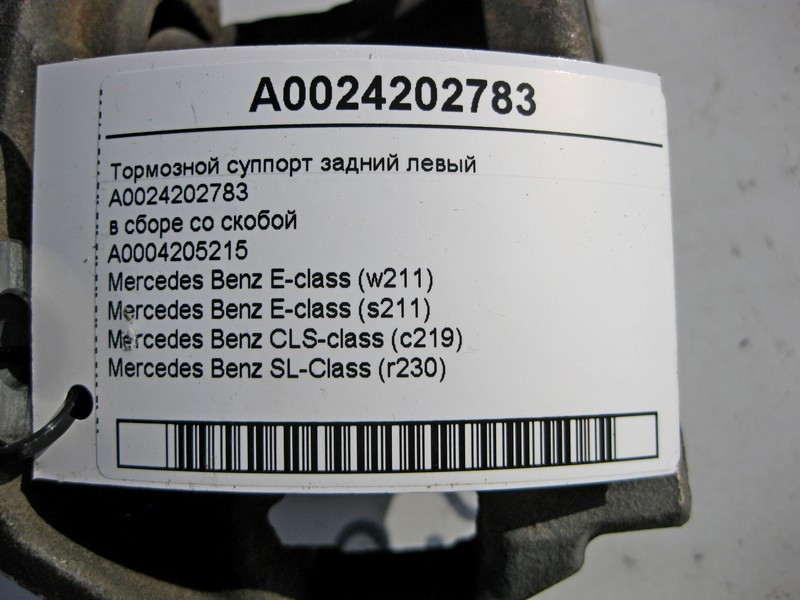 A0024202783
Тормозной суппорт задний левый
A0024202783
в сборе со скобой
A0004205215
Mercedes Benz E-class (w211)
Mercedes Benz E-class (s211)
Mercedes Benz CLS-class (c219)
Mercedes Benz SL-Class (r230)